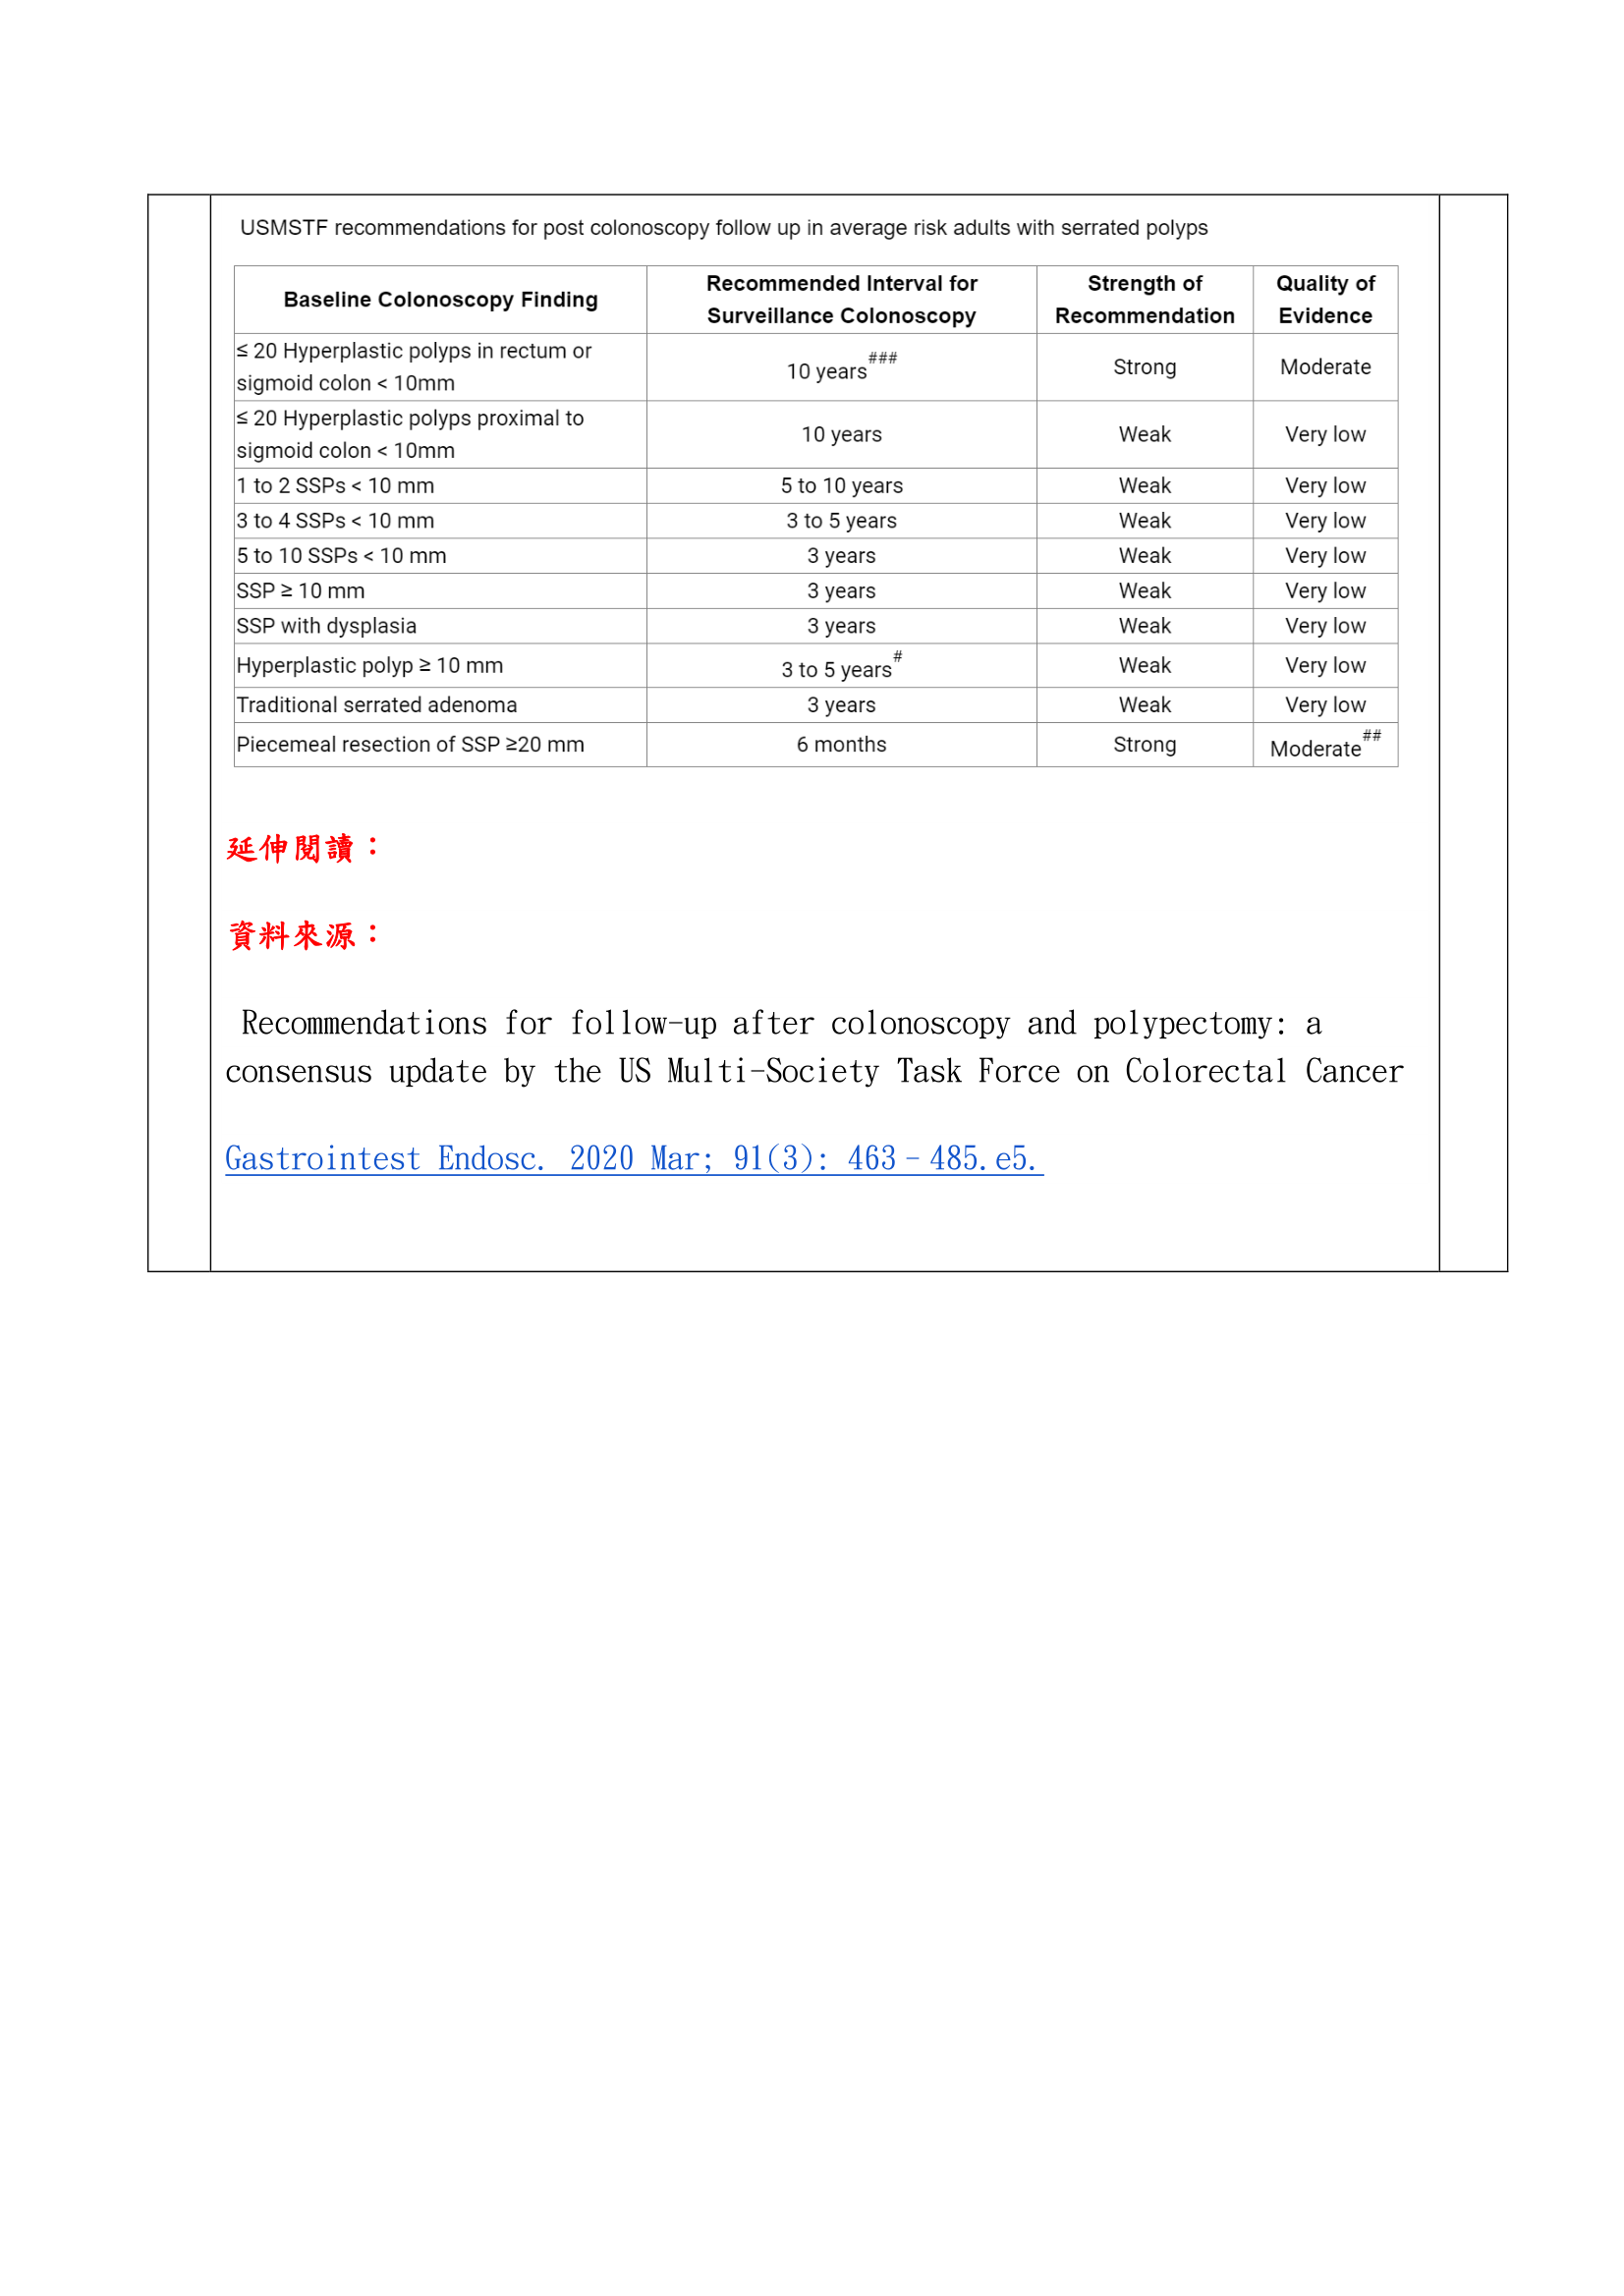 USMSTF recommendations for post colonoscopy follow up in average risk adults with serrated polyps
Baseline Colonoscopy Finding Recommended Interval for Surveillance Colonoscopy Strength of Recommendation Quality of Evidence
≤ 20 Hyperplastic polyps in rectum or sigmoid colon < 10mm 10 years### Strong Moderate
≤ 20 Hyperplastic polyps proximal to sigmoid colon < 10mm 10 years Weak Very low
1 to 2 SSPs < 10 mm 5 to 10 years Weak Very low
3 to 4 SSPs < 10 mm 3 to 5 years Weak Very low
5 to 10 SSPs < 10 mm 3 years Weak Very low
SSP ≥ 10 mm 3 years Weak Very low
SSP with dysplasia 3 years Weak Very low
Hyperplastic polyp ≥ 10 mm 3 to 5 years# Weak Very low
Traditional serrated adenoma 3 years Weak Very low
Piecemeal resection of SSP ≥20 mm 6 months Strong Moderate##
延伸閱讀：
資料來源：
Recommendations for follow-up after colonoscopy and polypectomy: a
consensus update by the US Multi-Society Task Force on Colorectal Cancer
Gastrointest Endosc. 2020 Mar; 91(3): 463–485.e5.